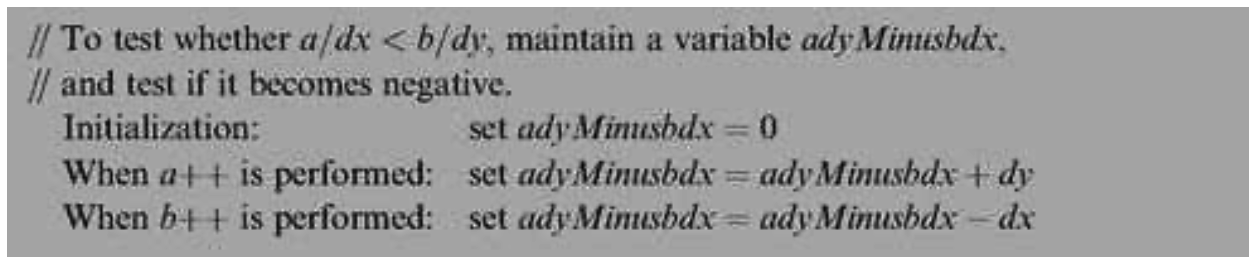 // To test whether a/dx < b/dy, maintain a variable adyMinusbdx,
// and test if it becomes negative.
Initialization: set adyMinusbdx = 0
When a++ is performed: set adyMinusbdx = adyMinusbdx + dy
When b++ is performed: set adyMinusbdx = adyMinusbdx − dx